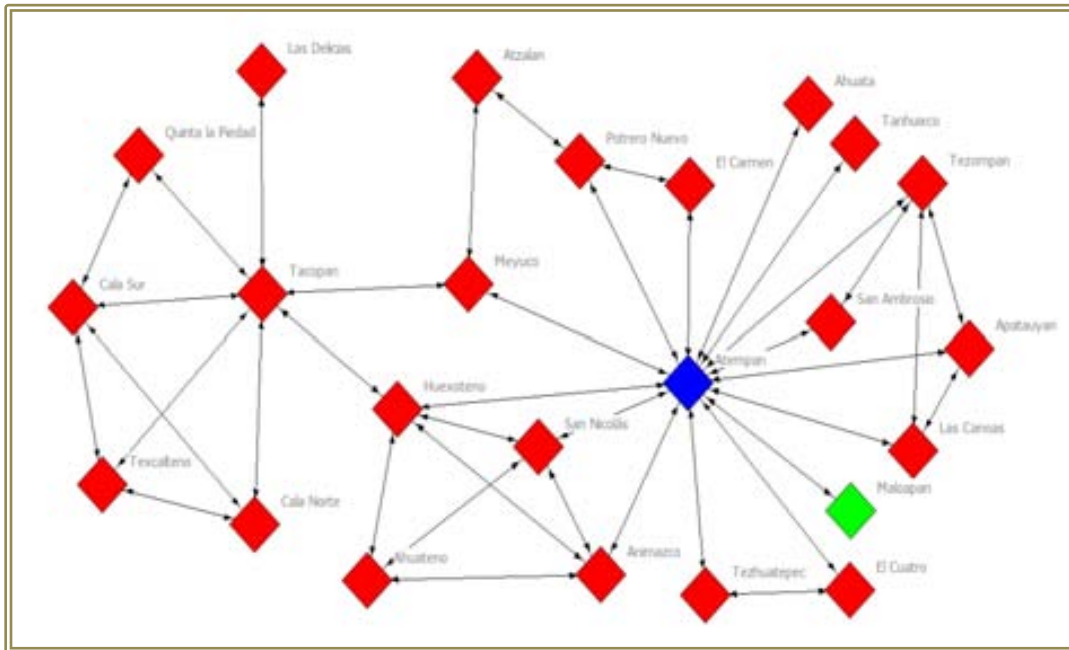 Las Delicias
Atzalan
Ahuata
Tanhuixco
Quinta la Piedad
Potrero Nuevo
El Carmen
Tezompan
Cala Sur
Tacopan
Meyuco
San Ambrosio
Apatauyan
Atempan
Huexoteno
San Nicolás
Las Canoas
Texcalteno
Cala Norte
Maloapan
Ahuateno
Animazco
Tezhuatepec
El Cuatro